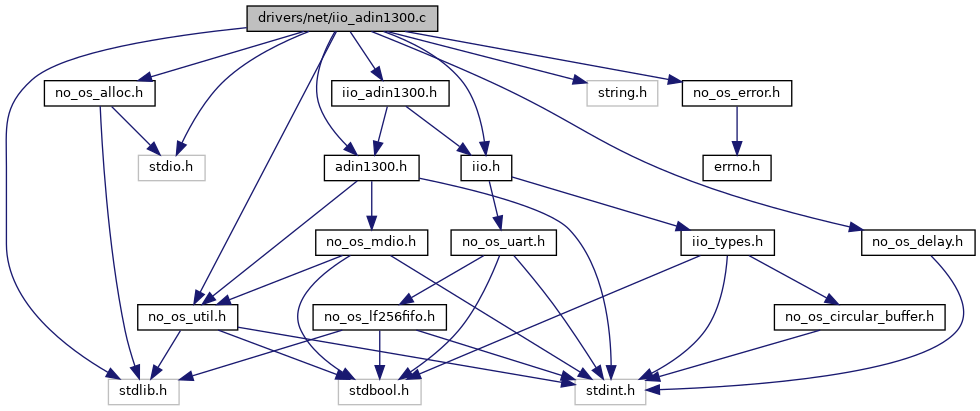 drivers/net/iio_adin1300.c
no_os_alloc.h
iio_adin1300.h
string.h
no_os_error.h
stdio.h
adin1300.h
iio.h
errno.h
no_os_mdio.h
no_os_uart.h
iio_types.h
no_os_delay.h
no_os_util.h
no_os_lf256fifo.h
no_os_circular_buffer.h
stdlib.h
stdbool.h
stdint.h